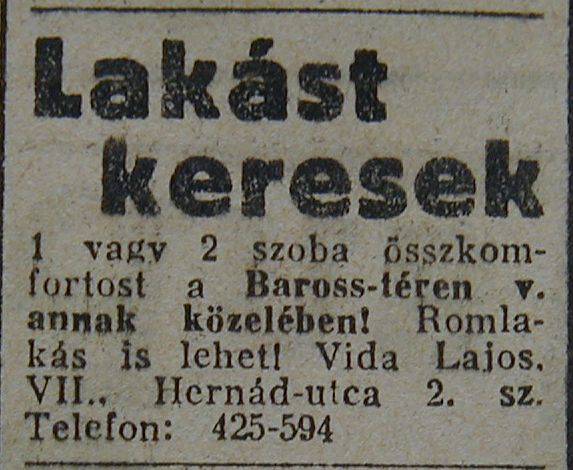 Lakást
keresek
1 vagy 2 szoba összkom-
fortost a Baross-téren v.
annak közelében! Romla-
kás is lehet! Vida Lajos,
VII., Hernád-utca 2. sz.
Telefon: 425-594